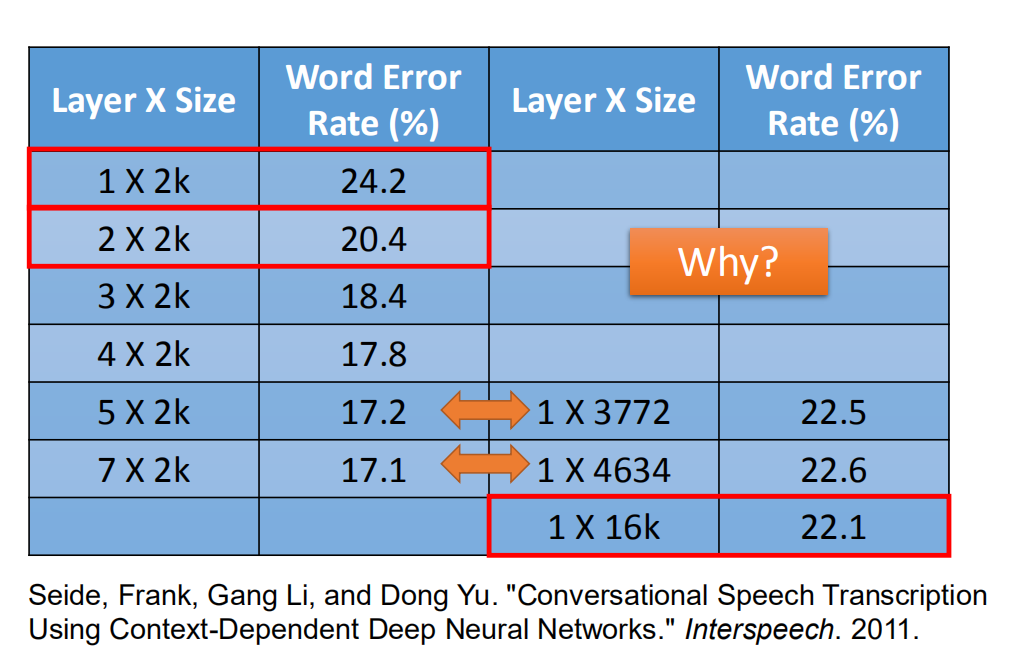 Layer X Size Word Error Rate (%) Layer X Size Word Error Rate (%)
1 X 2k 24.2
2 X 2k 20.4
Why?
3 X 2k 18.4
4 X 2k 17.8
5 X 2k 17.2 1 X 3772 22.5
7 X 2k 17.1 1 X 4634 22.6
1 X 16k 22.1
Seide, Frank, Gang Li, and Dong Yu. "Conversational Speech Transcription
Using Context-Dependent Deep Neural Networks." Interspeech. 2011.